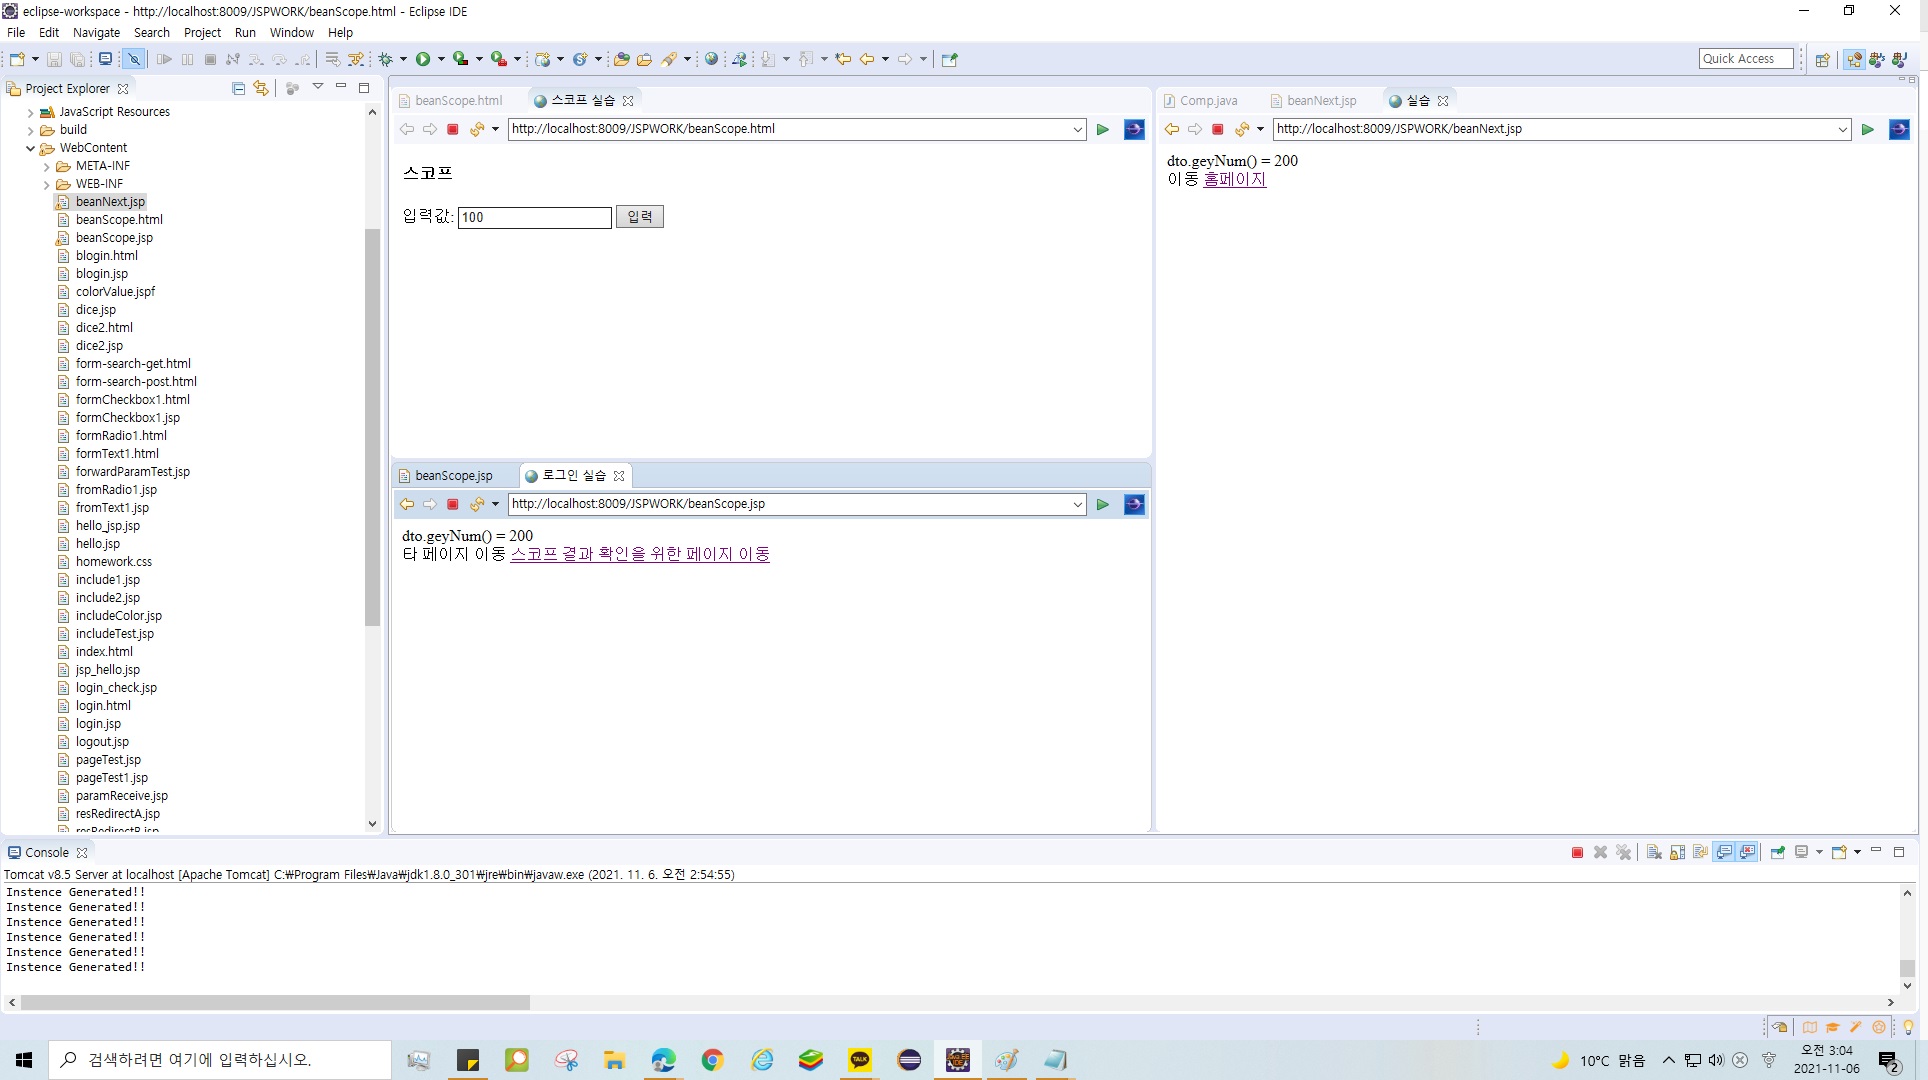 eclipse-workspace - http://localhost:8009/JSPWORK/beanScope.html - Eclipse IDE
File Edit Navigate Search Project Run Window Help
Quick Access
Project Explorer
JavaScript Resources
build
WebContent
META-INF
WEB-INF
beanNext.jsp
beanScope.html
beanScope.jsp
blogin.html
blogin.jsp
colorValue.jspf
dice.jsp
dice2.html
dice2.jsp
form-search-get.html
form-search-post.html
formCheckbox1.html
formCheckbox1.jsp
formRadio1.html
formText1.html
forwardParamTest.jsp
fromRadio1.jsp
fromText1.jsp
hello_jsp.jsp
hello.jsp
homework.css
include1.jsp
include2.jsp
includeColor.jsp
includeTest.jsp
index.html
jsp_hello.jsp
login_check.jsp
login.html
login.jsp
logout.jsp
pageTest.jsp
pageTest1.jsp
paramReceive.jsp
resRedirectA.jsp
resRedirectB.jsp
beanScope.html 스코프 실습
http://localhost:8009/JSPWORK/beanScope.html
스코프
입력값: 100 입력
beanScope.jsp 로그인 실습
http://localhost:8009/JSPWORK/beanScope.jsp
dto.geyNum() = 200
타 페이지 이동 스코프 결과 확인을 위한 페이지 이동
Comp.java beanNext.jsp 실습
http://localhost:8009/JSPWORK/beanNext.jsp
dto.geyNum() = 200
이동 홈페이지
Console
Tomcat v8.5 Server at localhost [Apache Tomcat] C:₩Program Files₩Java₩jdk1.8.0_301₩jre₩bin₩javaw.exe (2021. 11. 6. 오전 2:54:55)
Instence Generated!!
Instence Generated!!
Instence Generated!!
Instence Generated!!
Instence Generated!!
Instence Generated!!
검색하려면 여기에 입력하십시오.
TALK
10°C 맑음
오전 3:04
2021-11-06
2